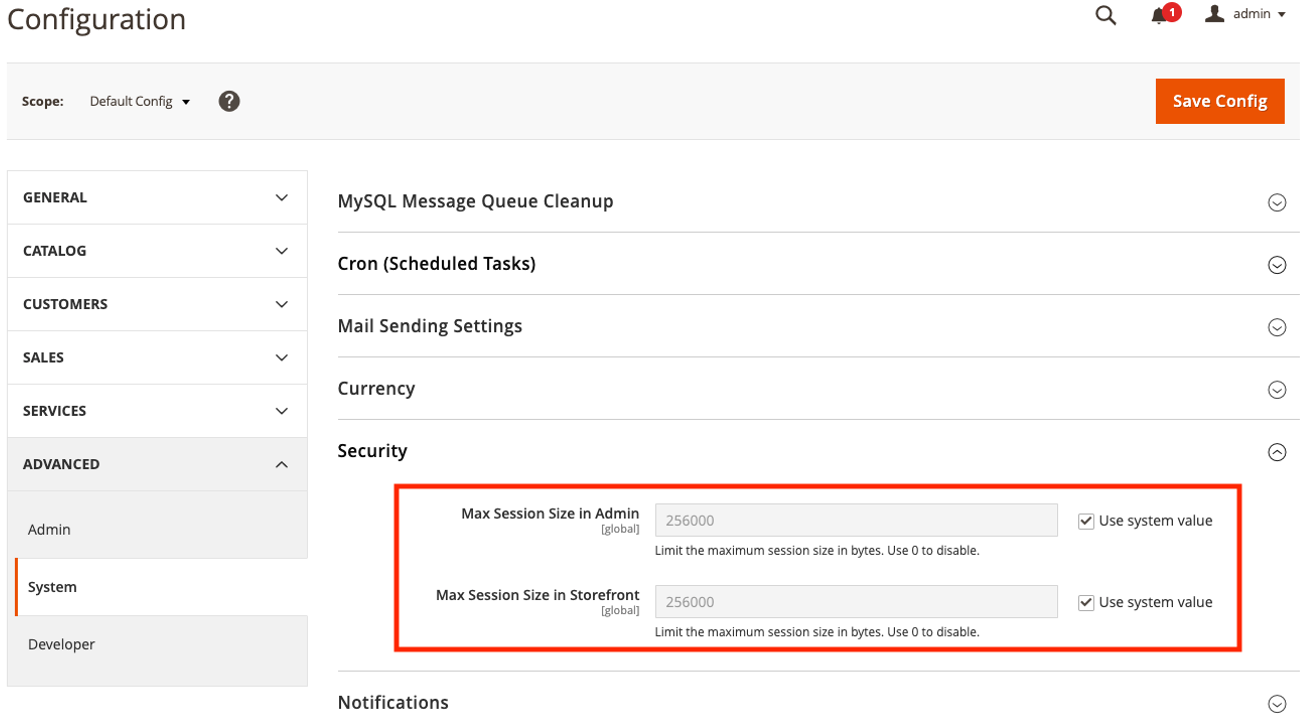 Configuration
1
admin
Scope:
Default Config
?
Save Config
GENERAL
CATALOG
CUSTOMERS
SALES
SERVICES
ADVANCED
Admin
System
Developer
MySQL Message Queue Cleanup
Cron (Scheduled Tasks)
Mail Sending Settings
Currency
Security
Max Session Size in Admin
[global]
256000
Use system value
Limit the maximum session size in bytes. Use 0 to disable.
Max Session Size in Storefront
[global]
256000
Use system value
Limit the maximum session size in bytes. Use 0 to disable.
Notifications